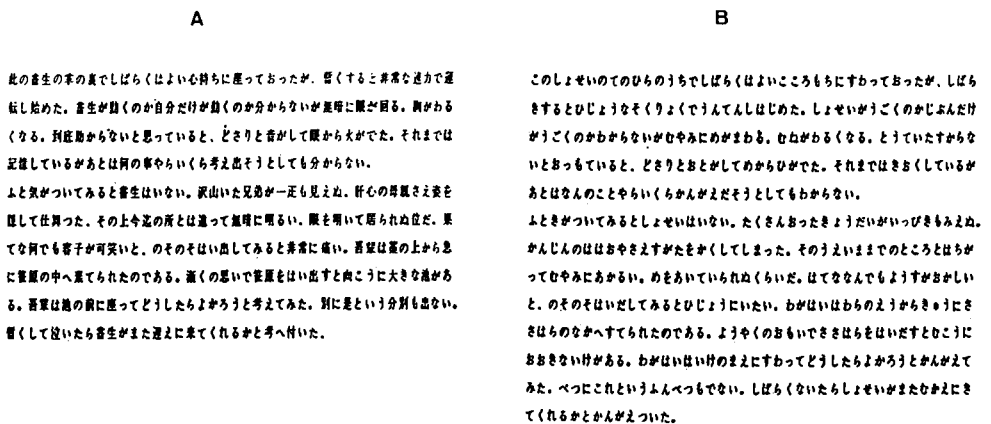 A
此の書生の掌の裏でしばらくはよい心持ちに座っておったが、暫くすると非常な速力で運
転し始めた。書生が動くのか自分だけが動くのか分からないが無暗に眼が回る。胸がわる
くなる。到底助からないと思っていると、どさりと音がして眼から火がでた。それまでは
記憶しているがあとは何の事やらいくら考え出そうとしても分からない。
ふと気がついてみると書生はいない。沢山いた兄弟が一疋も見えぬ。肝心の母親さえ姿を
隠して仕舞つた。その上今迄の所とは違って無暗に明るい。眼を明いて居られぬ位だ。果
てな何でも容子が可笑いと、のそのそはい出してみると非常に痛い。吾輩は藁の上から急
に笹原の中へ棄てられたのである。漸くの思いで笹原をはい出すと向こうに大きな池があ
る。吾輩は池の前に座ってどうしたらよかろうと考えてみた。別に是という分別も出ない。
暫くして泣いたら書生がまた迎えに来てくれるかと考へ付いた。
B
このしょせいのてのひらのうちでしばらくはよいこころもちにすわっておったが、しばら
きするとひじょうなそくりょくでうんてんしはじめた。しょせいがうごくのかじぶんだけ
がうごくのかわからないがむやみにめがまわる。むねがわるくなる。とうていたすからな
いとおっもていると、どさりとおとがしてめからひがでた。それまではきおくしているが
あとはなんのことやらいくらかんがえだそうとしてもわからない。
ふときがついてみるとしょせいはいない。たくさんおったきょうだいがいっぴきもみえぬ。
かんじんのははおやさえすがたをかくしてしまった。そのうえいままでのところとはちが
ってむやみにあかるい。めをあいていられぬくらいだ。はてななんでもようすがおかしい
と、のそのそはいだしてみるとひじょうにいたい。わがはいはわらのえうからきゅうにさ
さはらのなかへすてられたのである。ようやくのおもいでささはらをはいだすとむこうに
おおきないけがある。わがはいはいけのまえにすわってどうしたらよかろうとかんがえて
みた。べつにこれというふんべつもでない。しばらくないたらしょせいがまたむかえにき
てくれるかとかんがえついた。